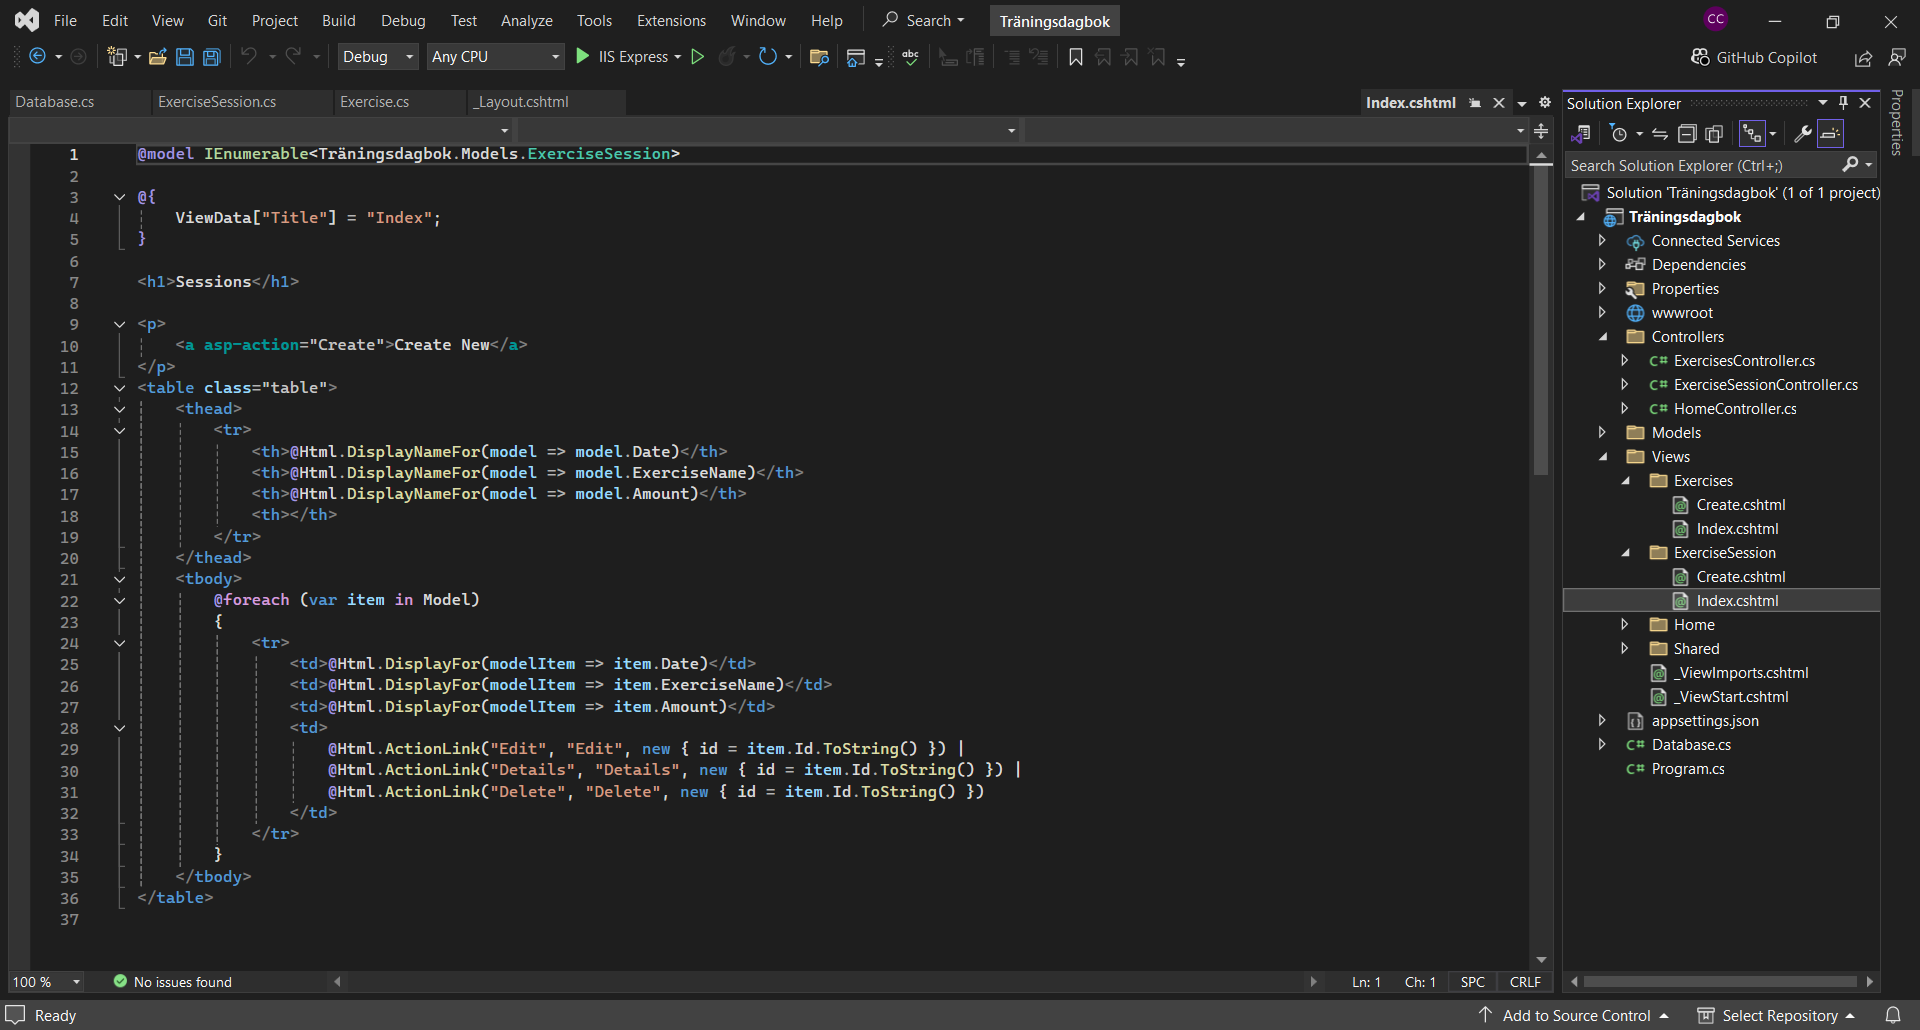 File Edit View Git Project Build Debug Test Analyze Tools Extensions Window Help Search Träningsdagbok CC
Debug Any CPU IIS Express abc GitHub Copilot
Database.cs ExerciseSession.cs Exercise.cs _Layout.cshtml Index.cshtml
1 @model IEnumerable<Träningsdagbok.Models.ExerciseSession>
2
3 @{
4 ViewData["Title"] = "Index";
5 }
6
7 <h1>Sessions</h1>
8
9 <p>
10 <a asp-action="Create">Create New</a>
11 </p>
12 <table class="table">
13 <thead>
14 <tr>
15 <th>@Html.DisplayNameFor(model => model.Date)</th>
16 <th>@Html.DisplayNameFor(model => model.ExerciseName)</th>
17 <th>@Html.DisplayNameFor(model => model.Amount)</th>
18 <th></th>
19 </tr>
20 </thead>
21 <tbody>
22 @foreach (var item in Model)
23 {
24 <tr>
25 <td>@Html.DisplayFor(modelItem => item.Date)</td>
26 <td>@Html.DisplayFor(modelItem => item.ExerciseName)</td>
27 <td>@Html.DisplayFor(modelItem => item.Amount)</td>
28 <td>
29 @Html.ActionLink("Edit", "Edit", new { id = item.Id.ToString() }) |
30 @Html.ActionLink("Details", "Details", new { id = item.Id.ToString() }) |
31 @Html.ActionLink("Delete", "Delete", new { id = item.Id.ToString() })
32 </td>
33 </tr>
34 }
35 </tbody>
36 </table>
37
100 % No issues found Ln: 1 Ch: 1 SPC CRLF
Solution Explorer
Search Solution Explorer (Ctrl+;)
Solution 'Träningsdagbok' (1 of 1 project)
Träningsdagbok
Connected Services
Dependencies
Properties
wwwroot
Controllers
C# ExercisesController.cs
C# ExerciseSessionController.cs
C# HomeController.cs
Models
Views
Exercises
Create.cshtml
Index.cshtml
ExerciseSession
Create.cshtml
Index.cshtml
Home
Shared
_ViewImports.cshtml
_ViewStart.cshtml
appsettings.json
C# Database.cs
C# Program.cs
Properties
Ready Add to Source Control Select Repository